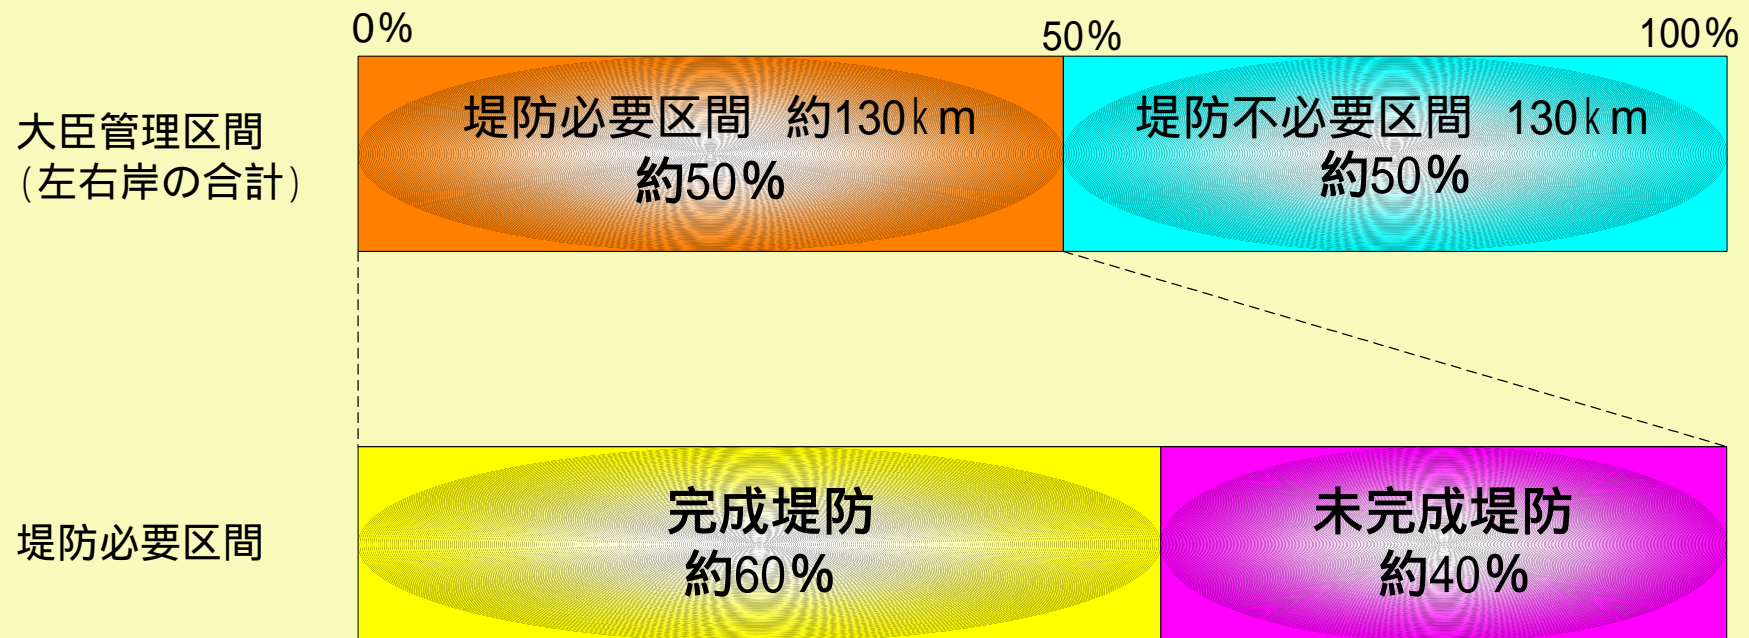 0% 50% 100%
大臣管理区間
(左右岸の合計)
堤防必要区間 約130km
約50%
堤防不必要区間 130km
約50%
堤防必要区間
完成堤防
約60%
未完成堤防
約40%